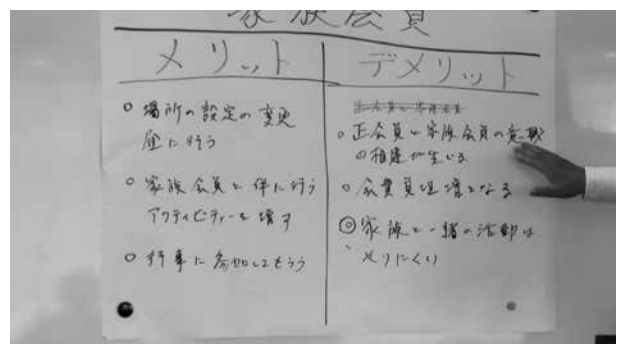 家族会員
メリット
デメリット
○ 場所の設定の変更
昼に行う
○ 家族会員と伴に行う
アクティビティーを増す
○ 行事に参加してもらう
○ 正会員と家族会員の意識
の相違が生じる
○ 会費負担増となる
◎ 家族と一緒の活動は
やりにくい